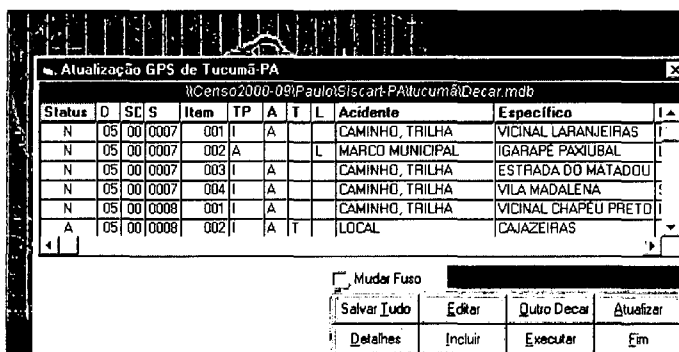 Atualização GPS de Tucumã-PA
\\Censo2000-09\Paulo\Siscart-PA\tucumã\Decar.mdb
Status D SD S Item TP A T L Acidente Específico
N 05 00 0007 001 I A CAMINHO, TRILHA VICINAL LARANJEIRAS
N 05 00 0007 002 A L MARCO MUNICIPAL IGARAPÉ PAXIUBAL
N 05 00 0007 003 I A CAMINHO, TRILHA ESTRADA DO MATADOU
N 05 00 0007 004 I A CAMINHO, TRILHA VILA MADALENA
N 05 00 0008 001 I A CAMINHO, TRILHA VICINAL CHAPÉU PRETO
A 05 00 0008 002 I A T LOCAL CAJAZEIRAS
Mudar Fuso
Salvar Tudo Editar Outro Decar Atualizar
Detalhes Incluir Executar Fim